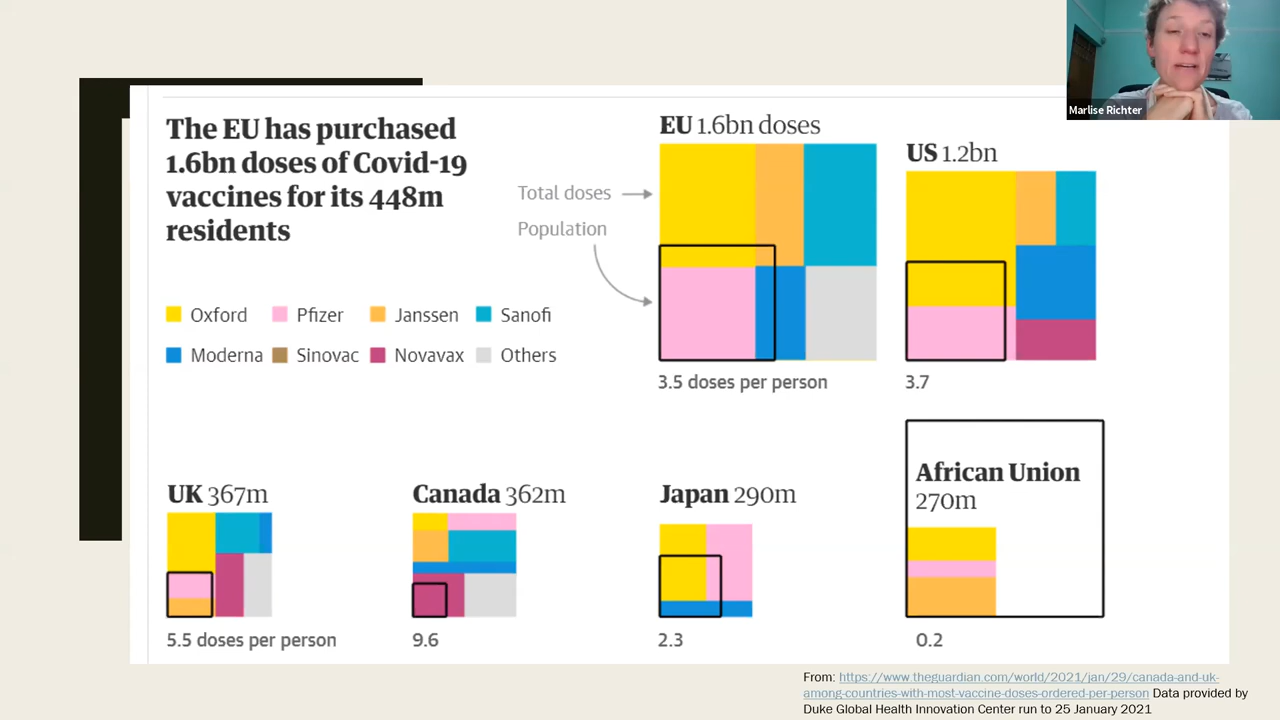 Marlise Richter
The EU has purchased
1.6bn doses of Covid-19
vaccines for its 448m
residents
Total doses
Population
Oxford Pfizer Janssen Sanofi
Moderna Sinovac Novavax Others
EU 1.6bn doses
3.5 doses per person
US 1.2bn
3.7
UK 367m
5.5 doses per person
Canada 362m
9.6
Japan 290m
2.3
African Union
270m
0.2
From: https://www.theguardian.com/world/2021/jan/29/canada-and-uk-
among-countries-with-most-vaccine-doses-ordered-per-person Data provided by
Duke Global Health Innovation Center run to 25 January 2021